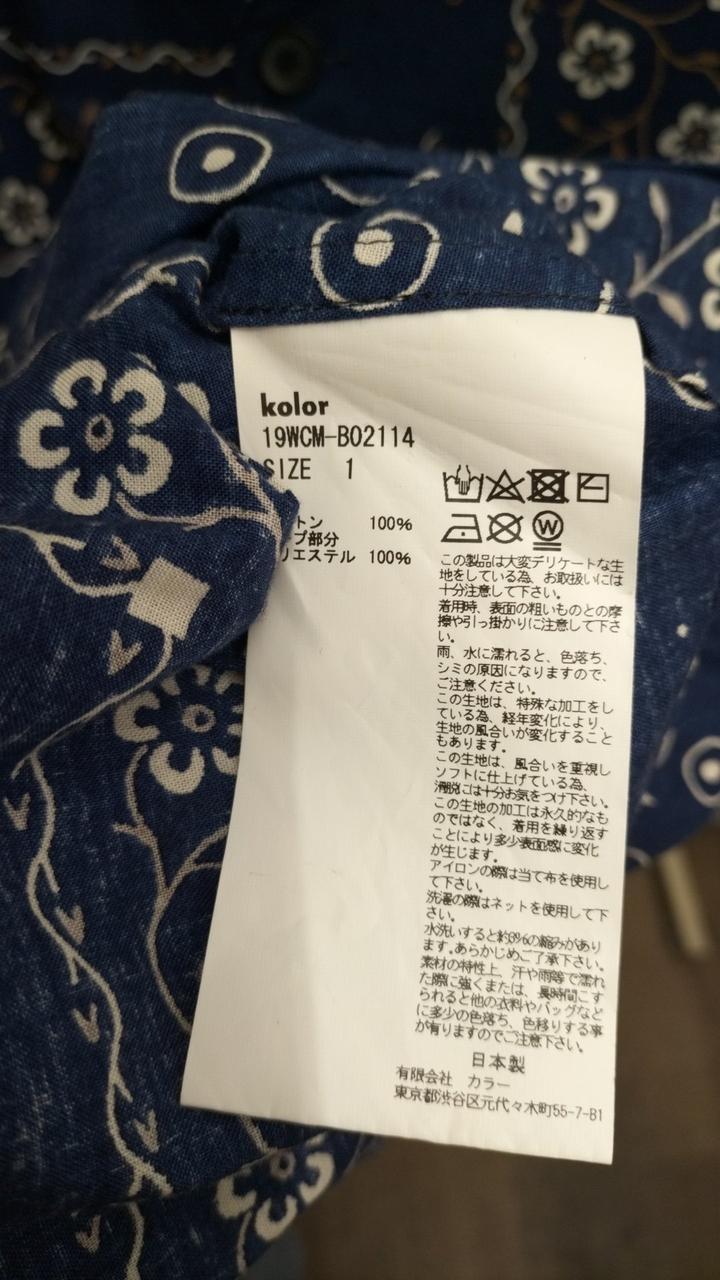 kolor
19WCM-B02114
SIZE 1
トン 100%
プ部分
リエステル 100%
W
この製品は大変デリケートな生
地をしている為、お取扱いには
十分注意して下さい。
着用時、表面の粗いものとの摩
擦や引っ掛かりに注意して下さ
い。
雨、水に濡れると、色落ち、
シミの原因になりますので、
ご注意ください。
この生地は、特殊な加工をし
ている為、経年変化により、
生地の風合いが変化すること
もあります。
この生地は、風合いを重視し
ソフトに仕上げている為、
滑脱には十分お気をつけ下さい。
この生地の加工は永久的なも
のではなく、着用を繰り返す
ことにより多少表面感に変化
が生じます。
アイロンの際は当て布を使用し
て下さい。
洗濯の際はネットを使用して下
さい。
水洗いすると約3%の縮みがあり
ます。あらかじめご了承下さい。
素材の特性上、汗や雨等で濡れ
た際に強くまたは、長時間こす
られると他の衣料やバッグなど
に多少の色落ち、色移りする事
が有りますのでご注意下さい。
日本製
有限会社 カラー
東京都渋谷区元代々木町55-7-B1